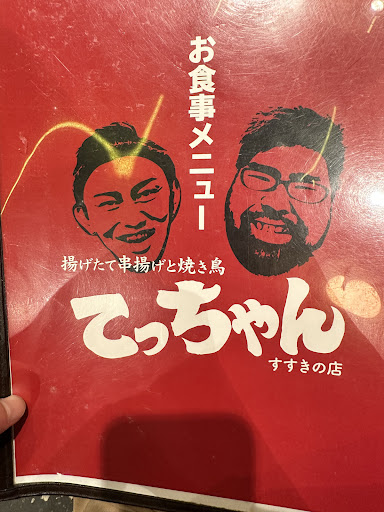 お食事メニュー
揚げたて串揚げと焼き鳥
てっちゃん
すすきの店